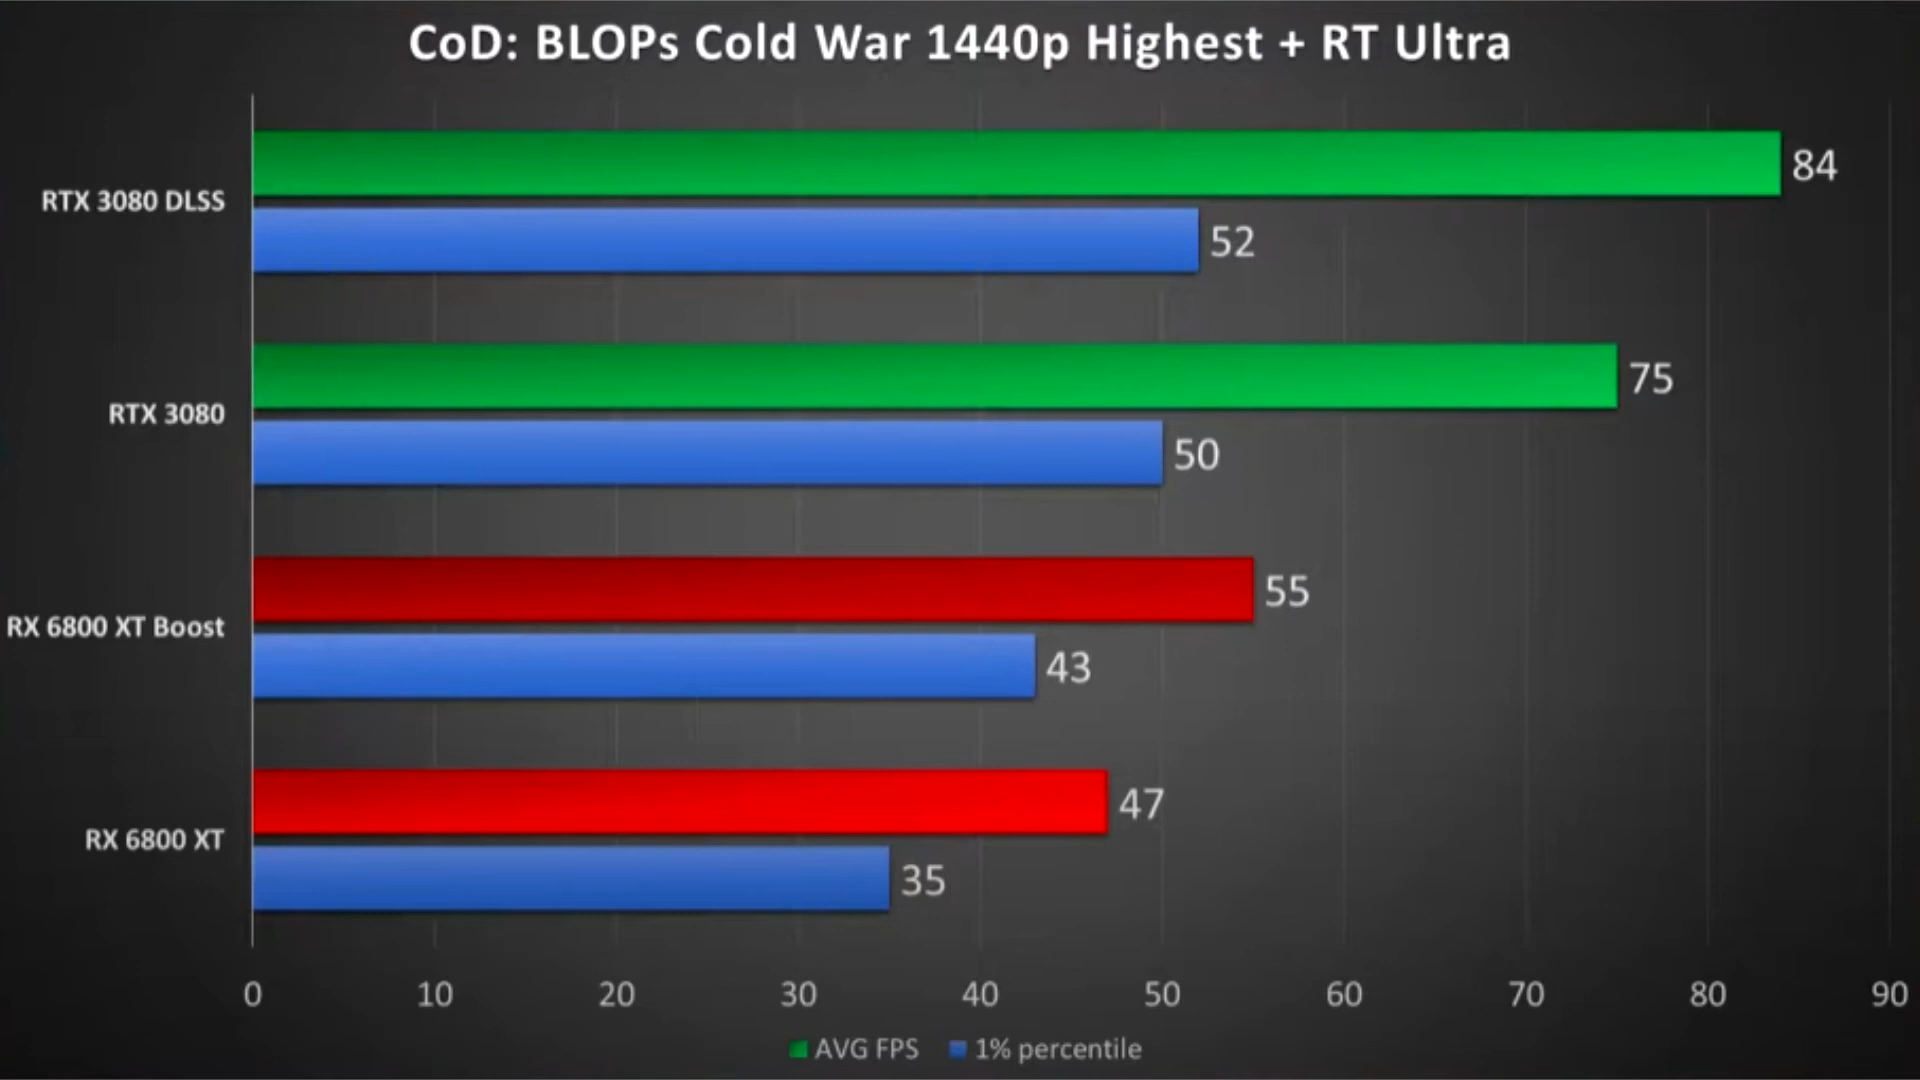 CoD: BLOPs Cold War 1440p Highest + RT Ultra
RTX 3080 DLSS
84
52
RTX 3080
75
50
RX 6800 XT Boost
55
43
RX 6800 XT
47
35
0 10 20 30 40 50 60 70 80 90
AVG FPS 1% percentile